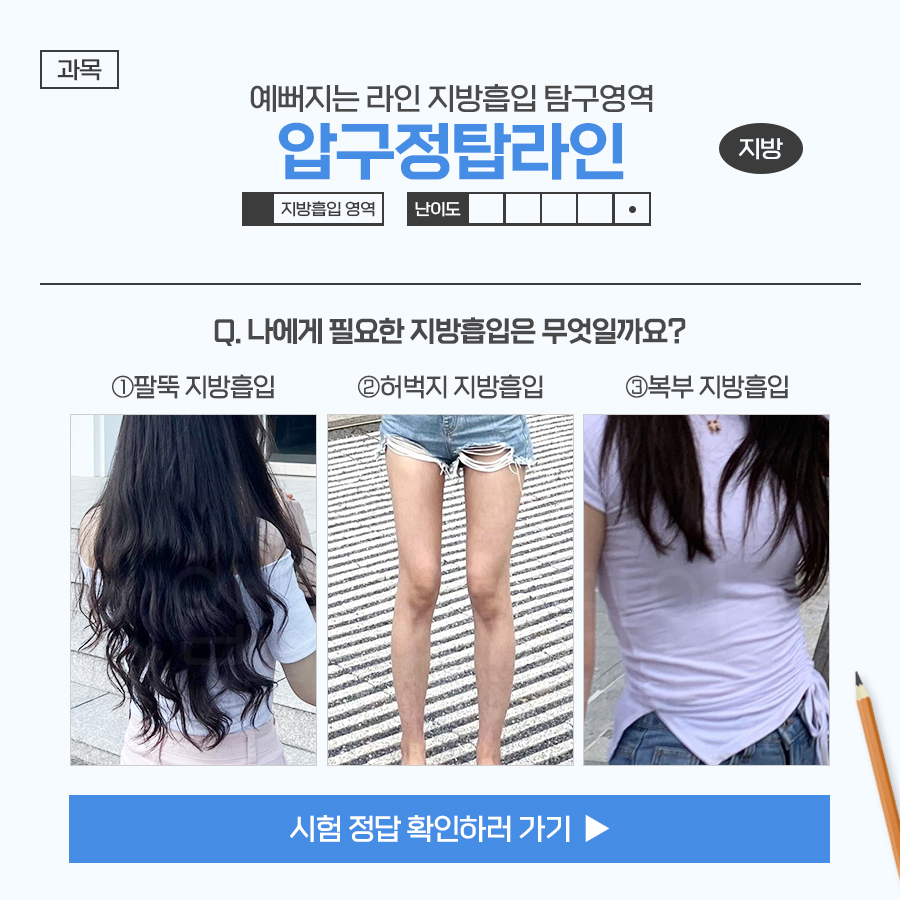 과목
예뻐지는 라인 지방흡입 탐구영역
압구정탑라인
지방
지방흡입 영역
난이도
Q. 나에게 필요한 지방흡입은 무엇일까요?
①팔뚝 지방흡입
②허벅지 지방흡입
③복부 지방흡입
시험 정답 확인하러 가기 ▶